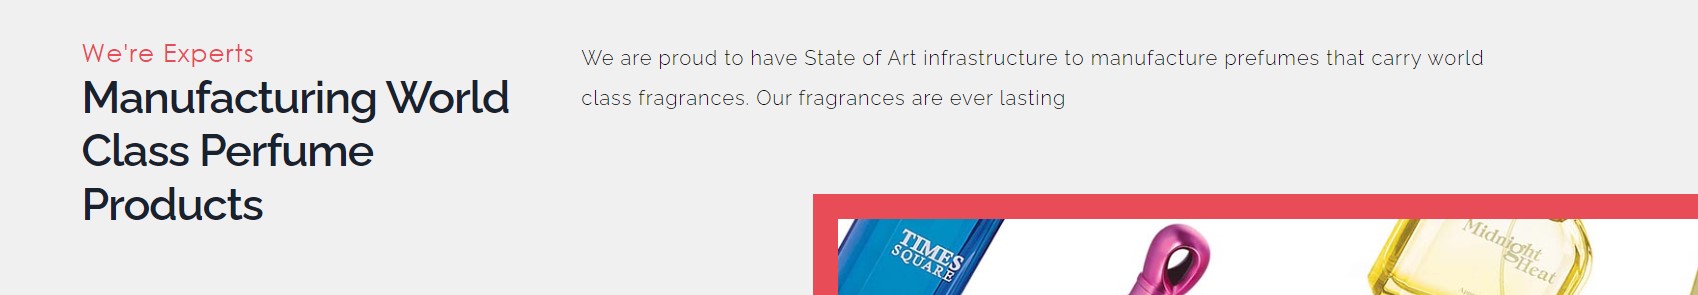 We're Experts
Manufacturing World
Class Perfume
Products
We are proud to have State of Art infrastructure to manufacture prefumes that carry world
class fragrances. Our fragrances are ever lasting
TIMES
SQUARE
Midnight
Heat